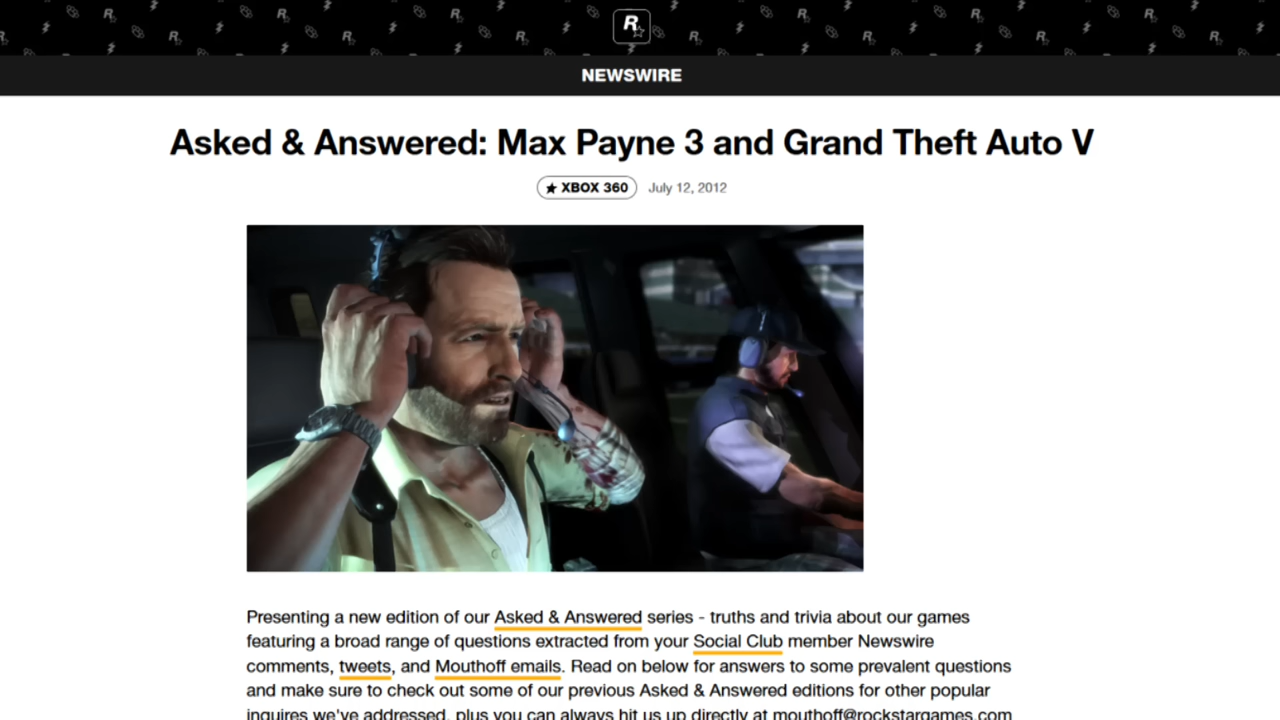 R
NEWSWIRE
Asked & Answered: Max Payne 3 and Grand Theft Auto V
XBOX 360 July 12, 2012
Presenting a new edition of our Asked & Answered series - truths and trivia about our games
featuring a broad range of questions extracted from your Social Club member Newswire
comments, tweets, and Mouthoff emails. Read on below for answers to some prevalent questions
and make sure to check out some of our previous Asked & Answered editions for other popular
inquires we've addressed, plus you can always hit us up directly at mouthoff@rockstargames.com